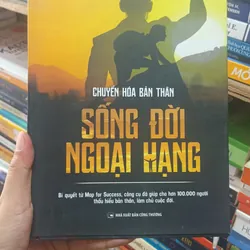 CHUYỂN HÓA BẢN THÂN
SỐNG ĐỜI
NGOẠI HẠNG
Bí quyết từ Map for Success, công cụ đã giúp cho hơn 100.000 người
thấu hiểu bản thân, làm chủ cuộc đời.
NHÀ XUẤT BẢN CÔNG THƯƠNG